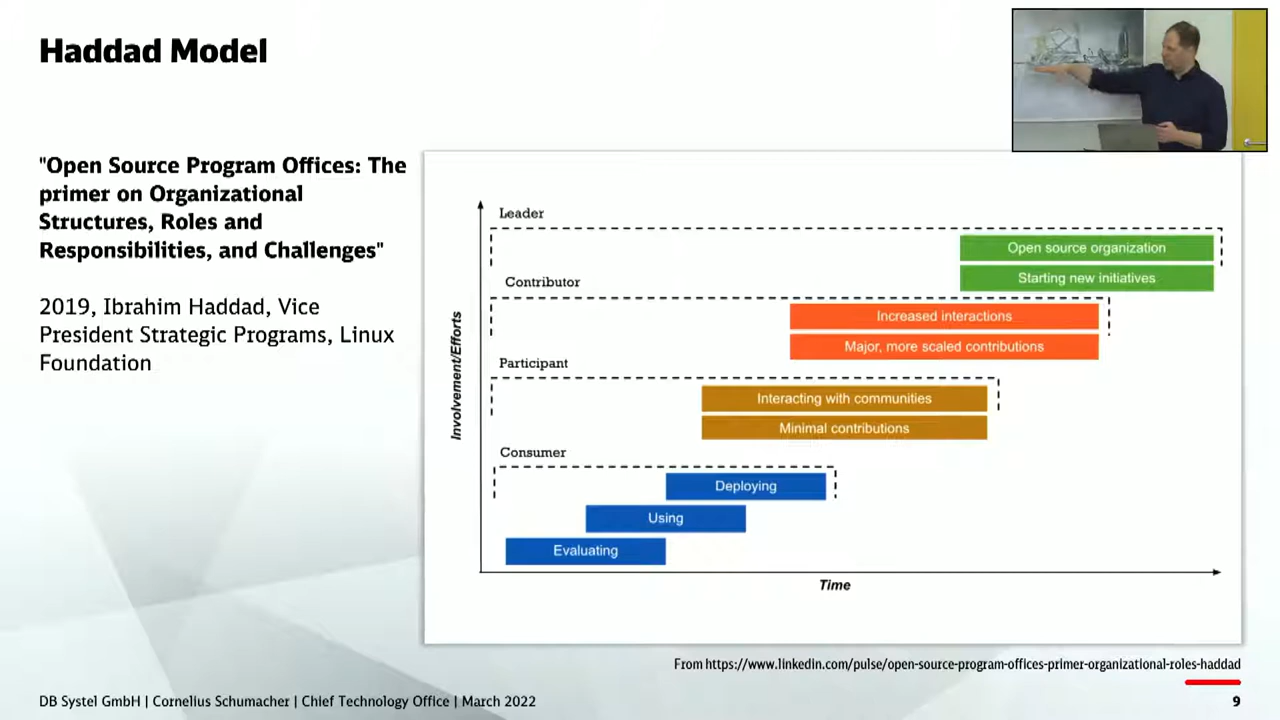 Haddad Model
"Open Source Program Offices: The
primer on Organizational
Structures, Roles and
Responsibilities, and Challenges"
2019, Ibrahim Haddad, Vice
President Strategic Programs, Linux
Foundation
Involvement/Efforts
Leader
Open source organization
Starting new initiatives
Contributor
Increased interactions
Major, more scaled contributions
Participant
Interacting with communities
Minimal contributions
Consumer
Deploying
Using
Evaluating
Time
From https://www.linkedin.com/pulse/open-source-program-offices-primer-organizational-roles-haddad
DB Systel GmbH | Cornelius Schumacher | Chief Technology Office | March 2022
9